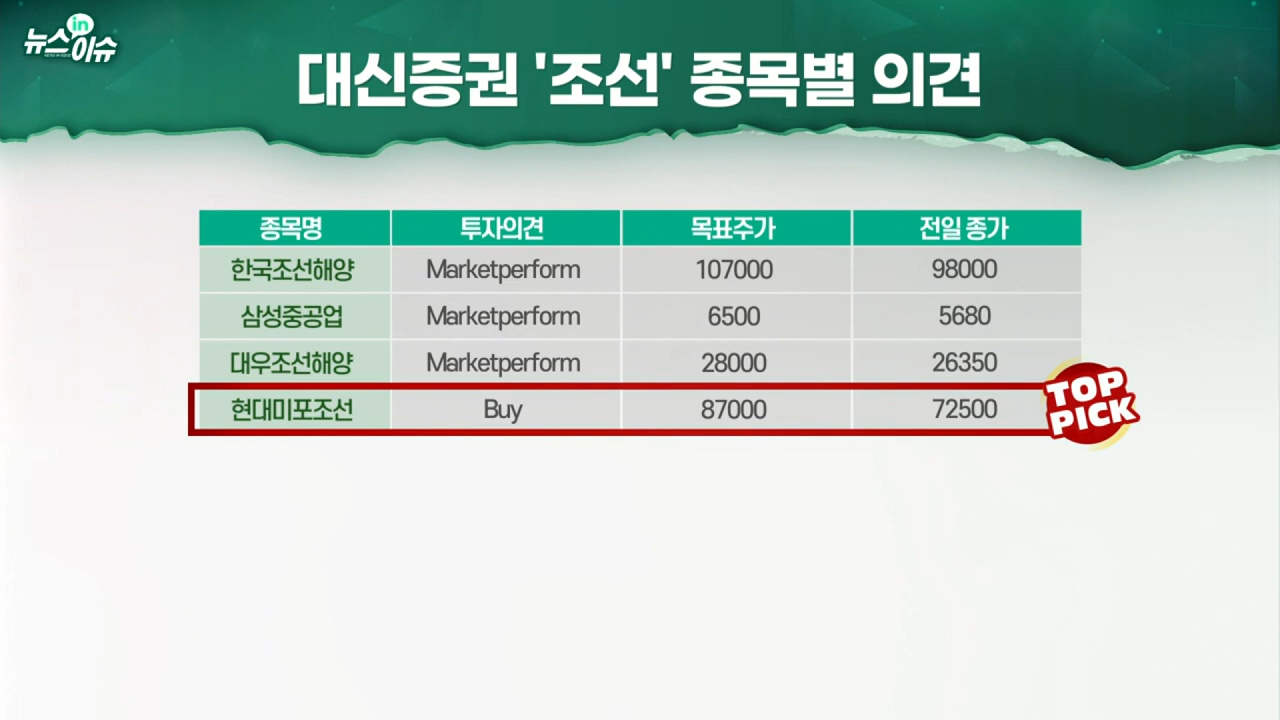 뉴스 in 이슈
대신증권 '조선' 종목별 의견
종목명 투자의견 목표주가 전일 종가
한국조선해양 Marketperform 107000 98000
삼성중공업 Marketperform 6500 5680
대우조선해양 Marketperform 28000 26350
현대미포조선 Buy 87000 72500
TOP
PICK